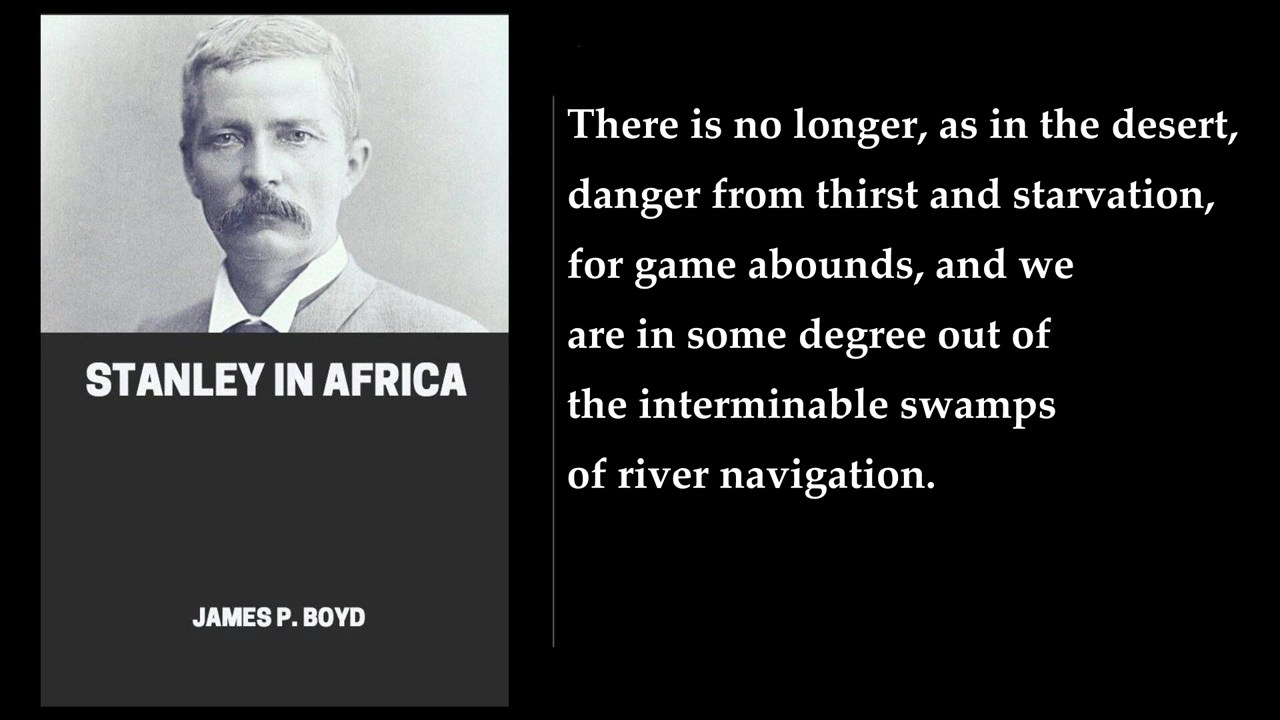 STANLEY IN AFRICA
JAMES P. BOYD
There is no longer, as in the desert,
danger from thirst and starvation,
for game abounds, and we
are in some degree out of
the interminable swamps
of river navigation.